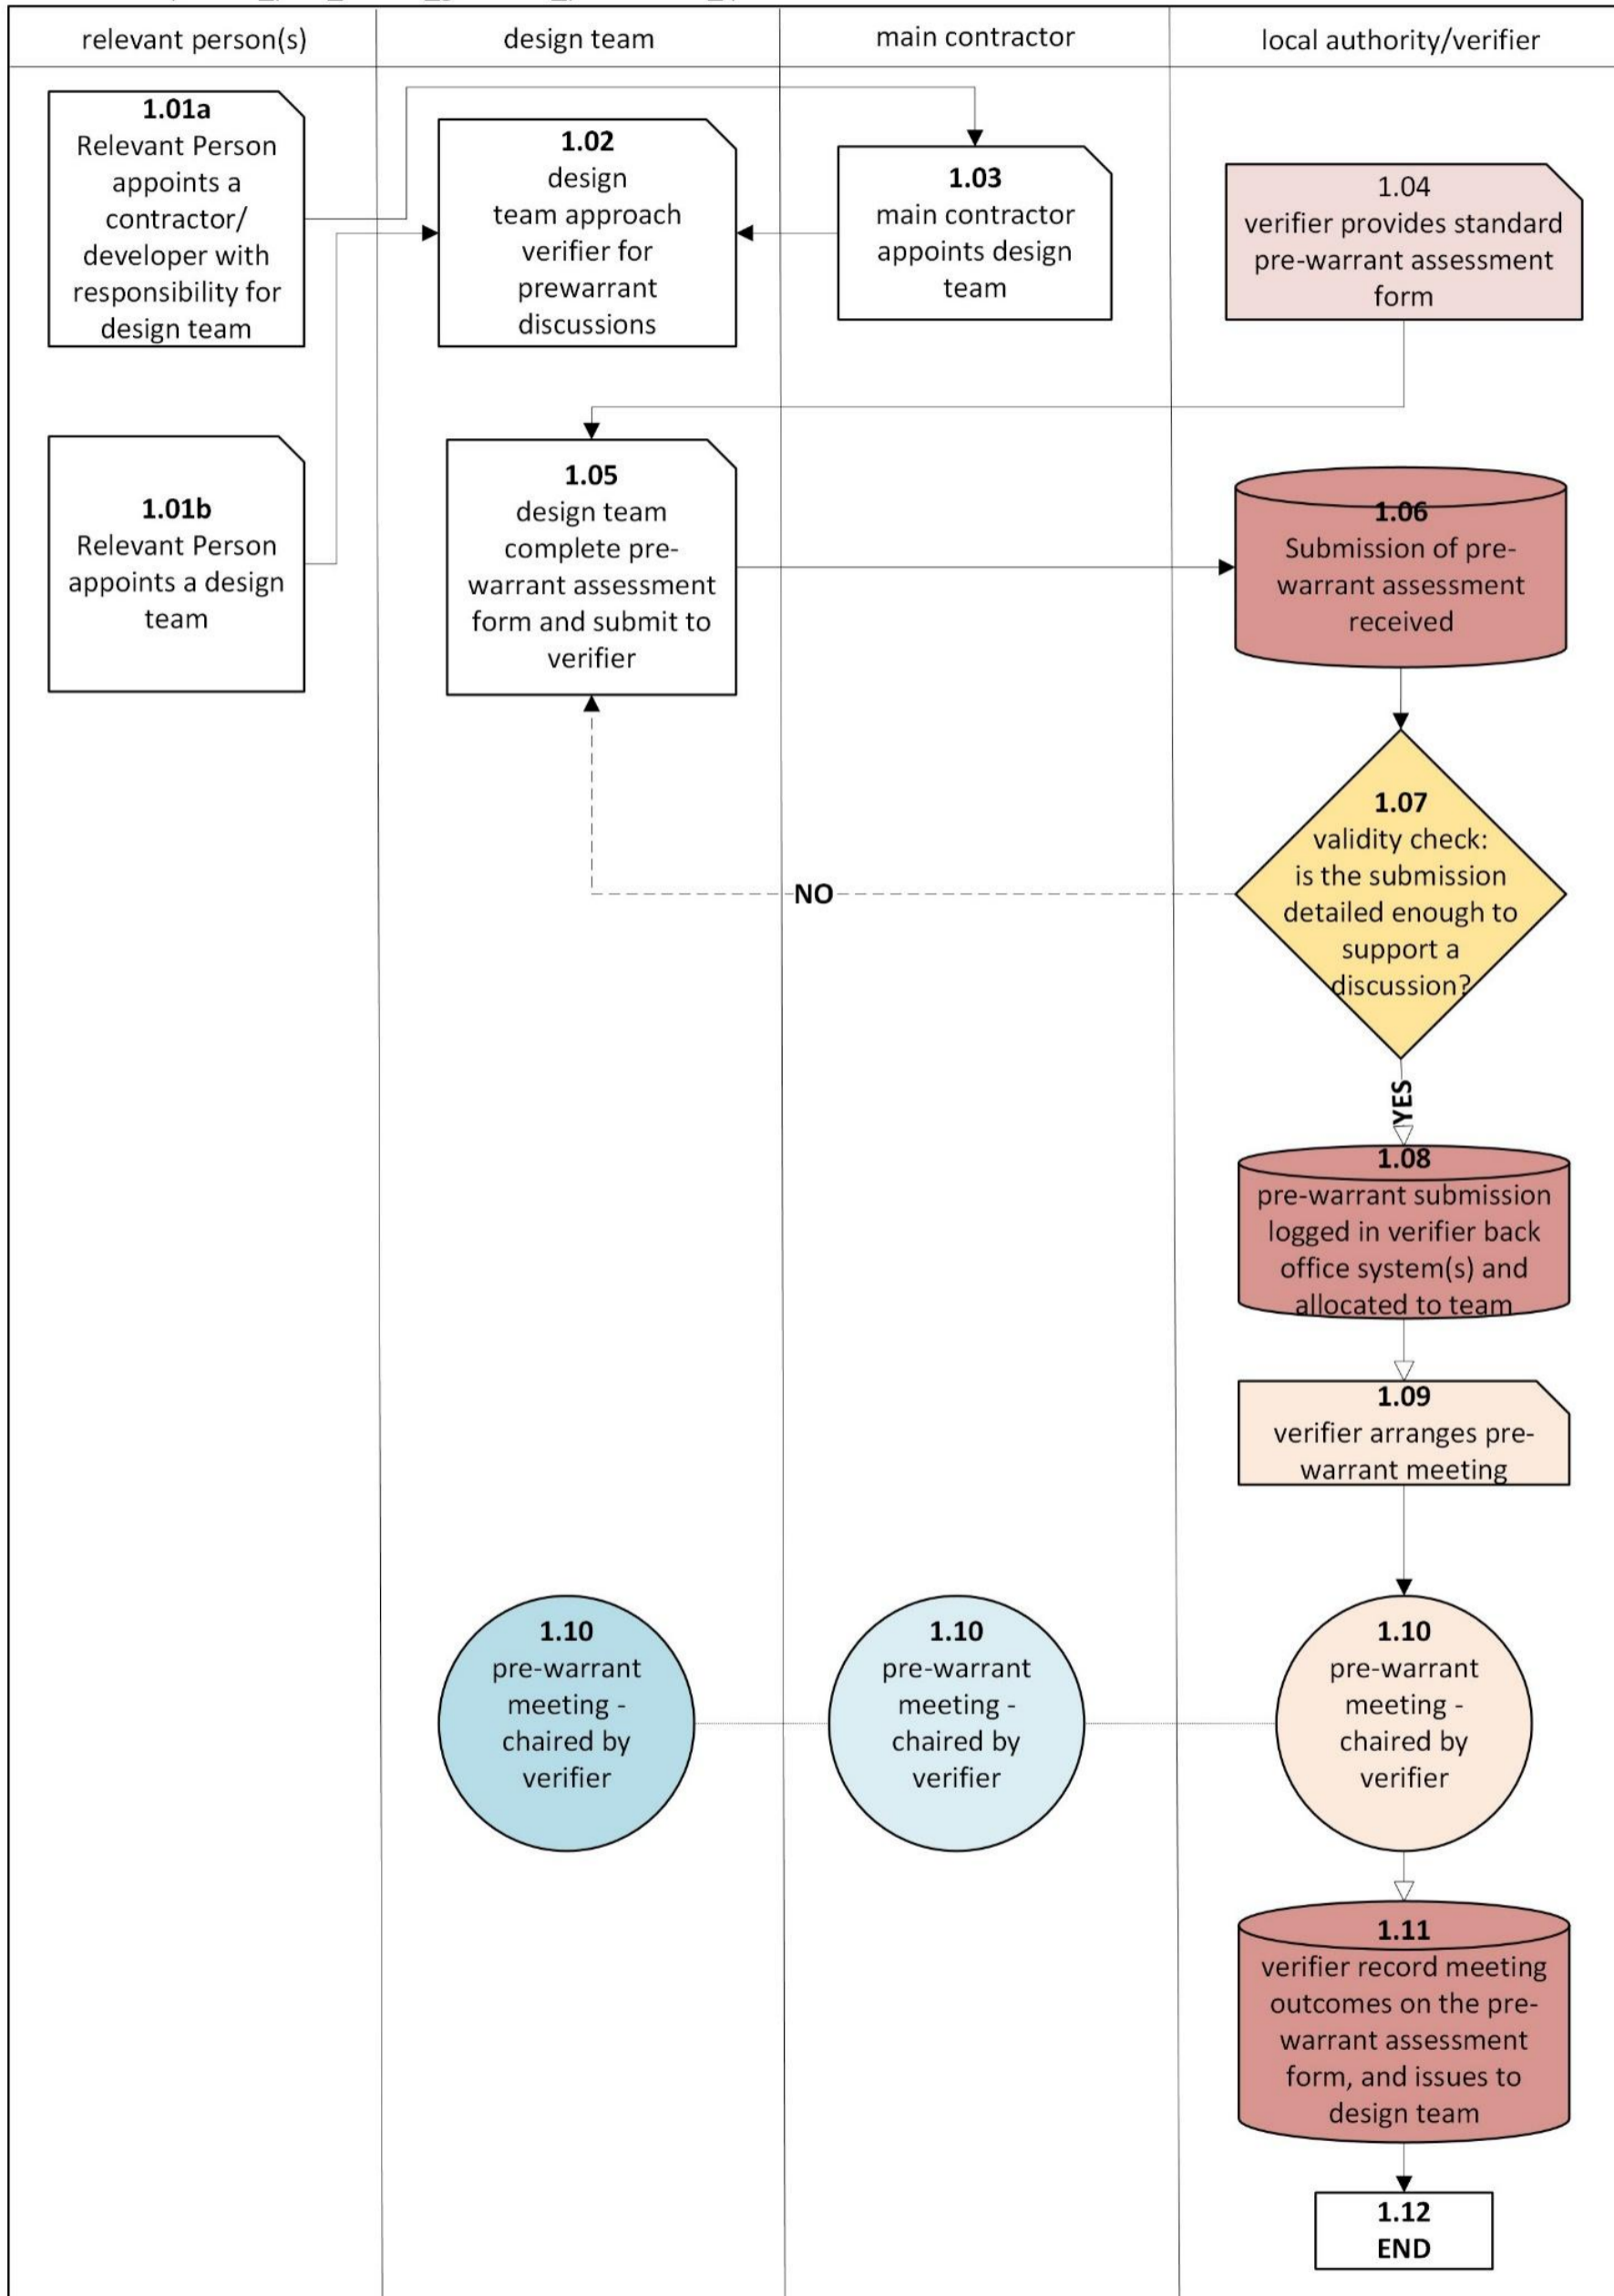 relevant person(s)
design team
main contractor
local authority/verifier
1.01a
Relevant Person
appoints a
contractor/
developer with
responsibility for
design team
1.02
design
team approach
verifier for
prewarrant
discussions
1.03
main contractor
appoints design
team
1.04
verifier provides standard
pre-warrant assessment
form
1.01b
Relevant Person
appoints a design
team
1.05
design team
complete pre-
warrant assessment
form and submit to
verifier
1.06
Submission of pre-
warrant assessment
received
1.07
validity check:
is the submission
detailed enough to
support a
discussion?
NO
YES
1.08
pre-warrant submission
logged in verifier back
office system(s) and
allocated to team
1.09
verifier arranges pre-
warrant meeting
1.10
pre-warrant
meeting -
chaired by
verifier
1.10
pre-warrant
meeting -
chaired by
verifier
1.10
pre-warrant
meeting -
chaired by
verifier
1.11
verifier record meeting
outcomes on the pre-
warrant assessment
form, and issues to
design team
1.12
END